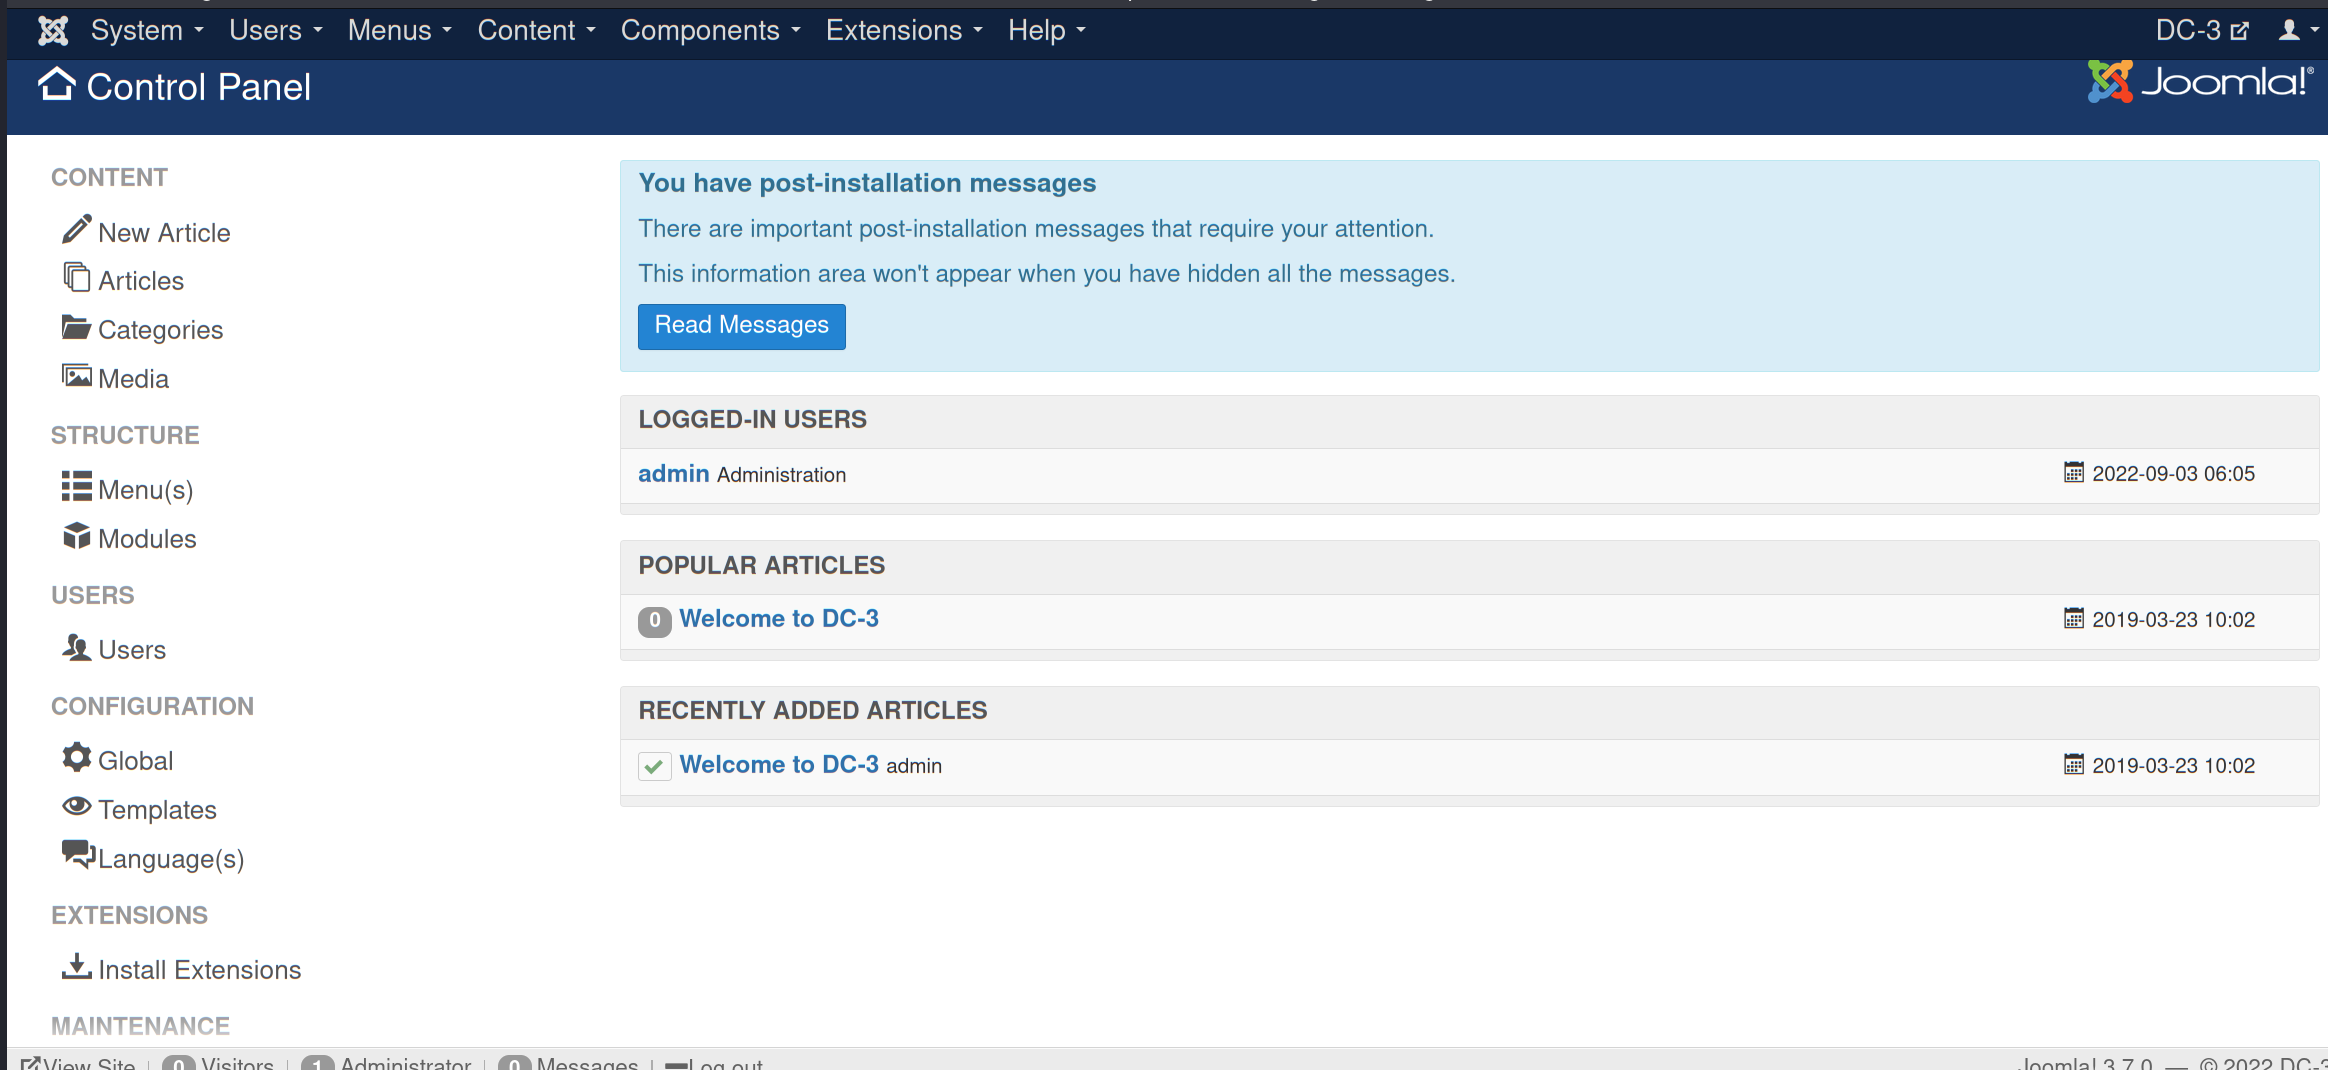 System Users Menus Content Components Extensions Help DC-3
Control Panel Joomla!®
CONTENT
New Article
Articles
Categories
Media
STRUCTURE
Menu(s)
Modules
USERS
Users
CONFIGURATION
Global
Templates
Language(s)
EXTENSIONS
Install Extensions
MAINTENANCE
You have post-installation messages
There are important post-installation messages that require your attention.
This information area won't appear when you have hidden all the messages.
Read Messages
LOGGED-IN USERS
admin Administration 2022-09-03 06:05
POPULAR ARTICLES
0 Welcome to DC-3 2019-03-23 10:02
RECENTLY ADDED ARTICLES
Welcome to DC-3 admin 2019-03-23 10:02
View Site 0 Visitors 1 Administrator 0 Messages Log out Joomla! 3.7.0 — © 2022 DC-3